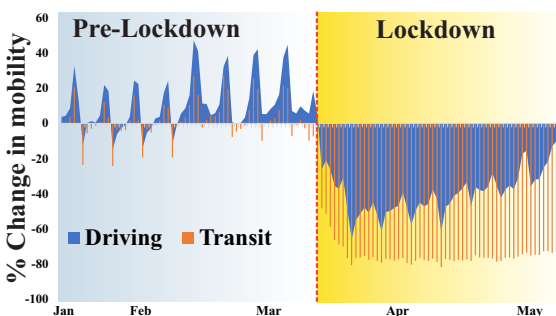 60
Pre-Lockdown
Lockdown
40
20
0
-20
-40
-60
-80
-100
% Change in mobility
Driving
Transit
Jan
Feb
Mar
Apr
May